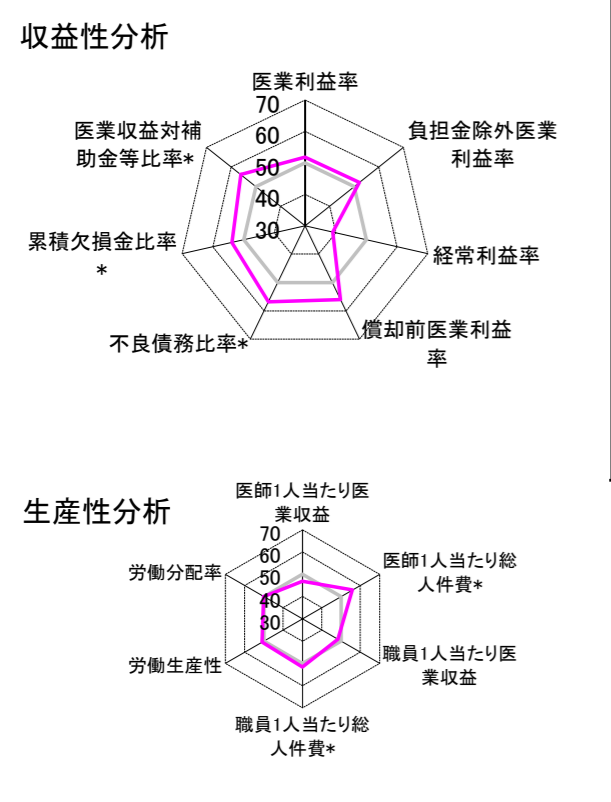 収益性分析
医業利益率
70
60
50
40
30
負担金除外医業
利益率
経常利益率
償却前医業利益
率
不良債務比率*
累積欠損金比率
*
医業収益対補
助金等比率*
生産性分析
医師1人当たり医
業収益
70
60
50
40
30
医師1人当たり総
人件費*
職員1人当たり医
業収益
職員1人当たり総
人件費*
労働生産性
労働分配率